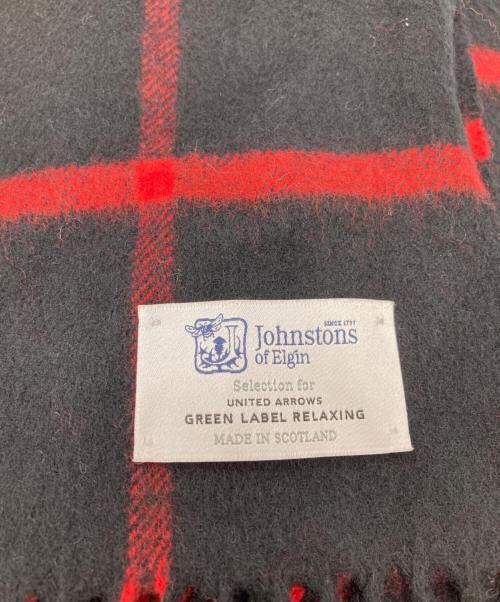 SINCE 1797
Johnstons
of Elgin
Selection for
UNITED ARROWS
GREEN LABEL RELAXING
MADE IN SCOTLAND